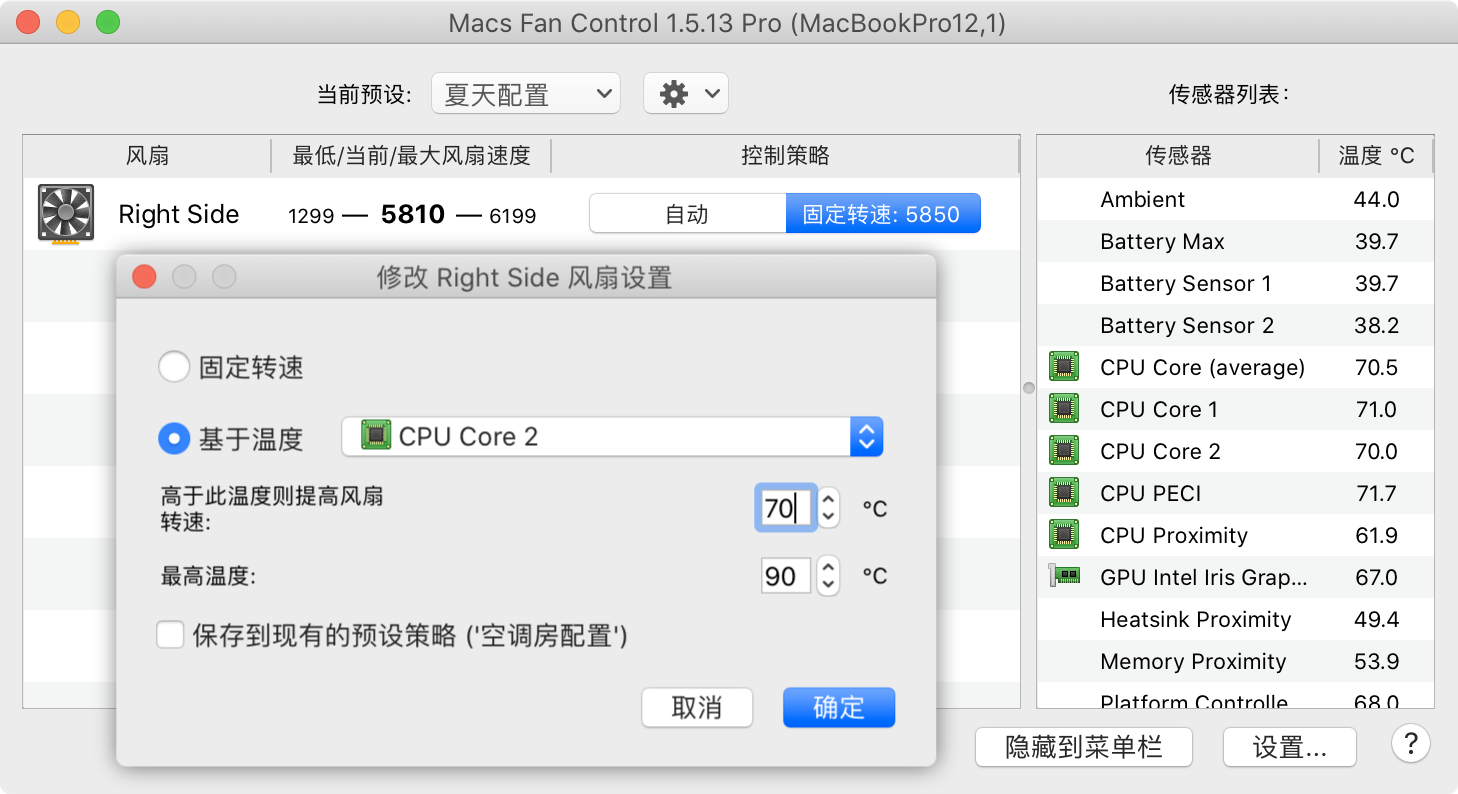 Macs Fan Control 1.5.13 Pro (MacBookPro12,1)
当前预设:
夏天配置
传感器列表:
风扇
最低/当前/最大风扇速度
控制策略
Right Side
1299 — 5810 — 6199
自动
固定转速: 5850
修改 Right Side 风扇设置
固定转速
基于温度
CPU Core 2
高于此温度则提高风扇
转速:
70
°C
最高温度:
90
°C
保存到现有的预设策略 ('空调房配置')
取消
确定
传感器
温度 °C
Ambient 44.0
Battery Max 39.7
Battery Sensor 1 39.7
Battery Sensor 2 38.2
CPU Core (average) 70.5
CPU Core 1 71.0
CPU Core 2 70.0
CPU PECI 71.7
CPU Proximity 61.9
GPU Intel Iris Grap... 67.0
Heatsink Proximity 49.4
Memory Proximity 53.9
Platform Controlle 68.0
隐藏到菜单栏
设置...
?